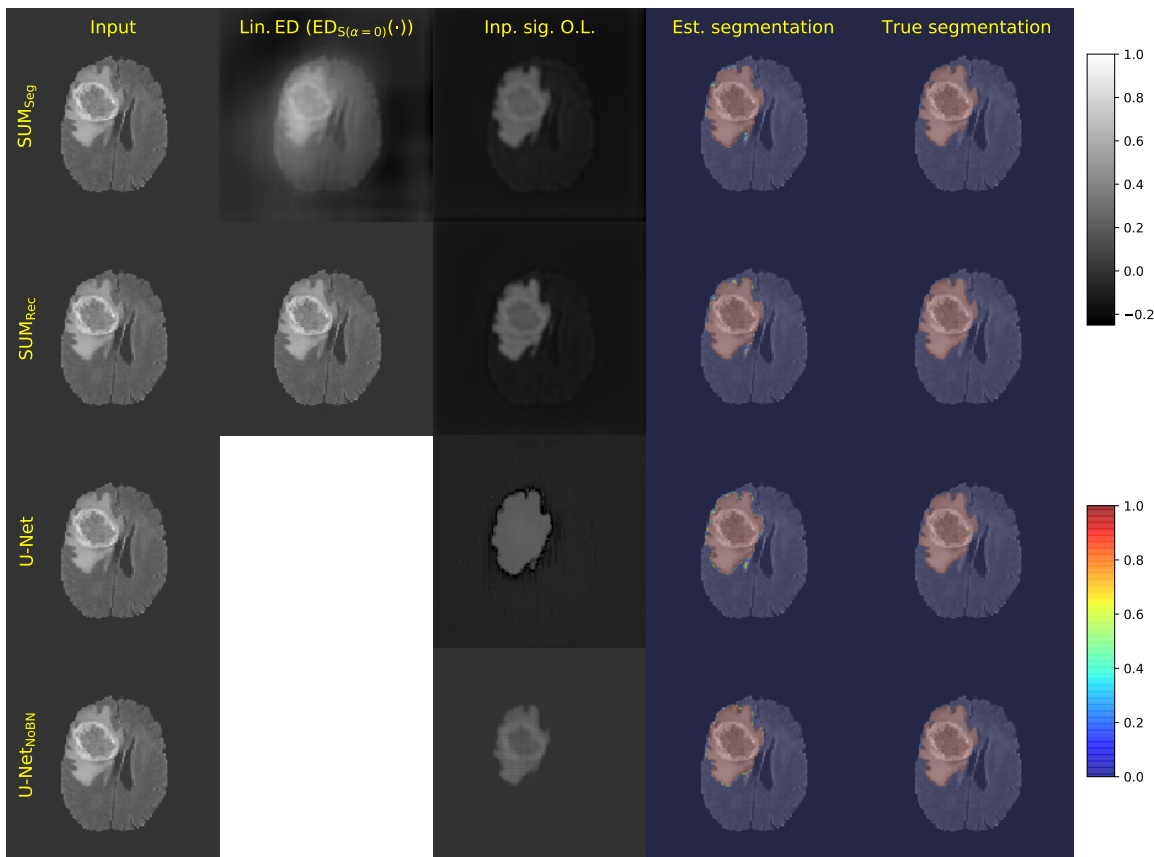 Input
Lin. ED (ED_S(α=0)(·))
Inp. sig. O.L.
Est. segmentation
True segmentation
SUM_Seg
SUM_Rec
U-Net
U-Net_NoBN
1.0
0.8
0.6
0.4
0.2
0.0
−0.2
1.0
0.8
0.6
0.4
0.2
0.0